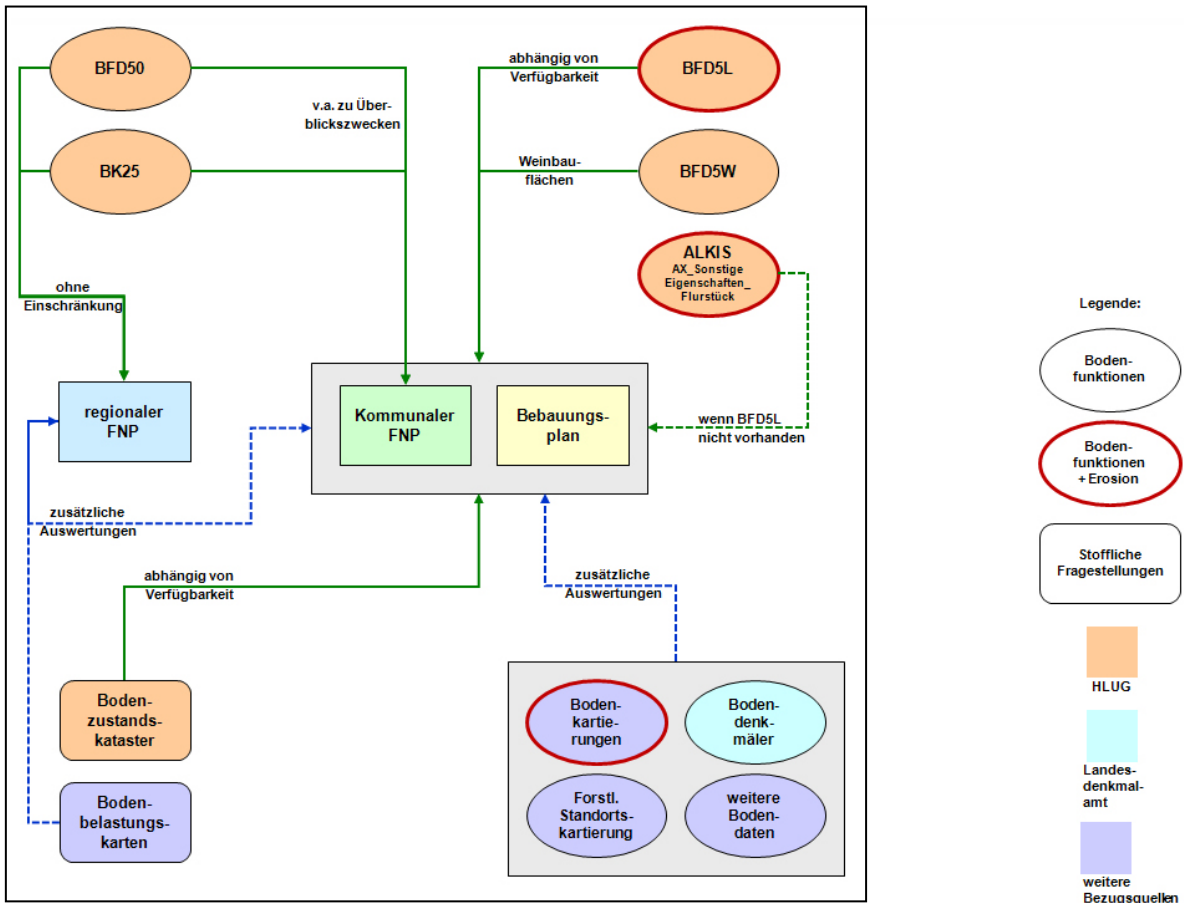 BFD50
BK25
v.a. zu Über-
blickszwecken
abhängig von
Verfügbarkeit
BFD5L
Weinbau-
flächen
BFD5W
ALKIS
AX_Sonstige
Eigenschaften_
Flurstück
ohne
Einschränkung
regionaler
FNP
Kommunaler
FNP
Bebauungs-
plan
wenn BFD5L
nicht vorhanden
zusätzliche
Auswertungen
abhängig von
Verfügbarkeit
zusätzliche
Auswertungen
Boden-
zustands-
kataster
Boden-
belastungs-
karten
Boden-
kartie-
rungen
Boden-
denk-
mäler
Forstl.
Standorts-
kartierung
weitere
Boden-
daten
Legende:
Boden-
funktionen
Boden-
funktionen
+ Erosion
Stoffliche
Fragestellungen
HLUG
Landes-
denkmal-
amt
weitere
Bezugsquellen